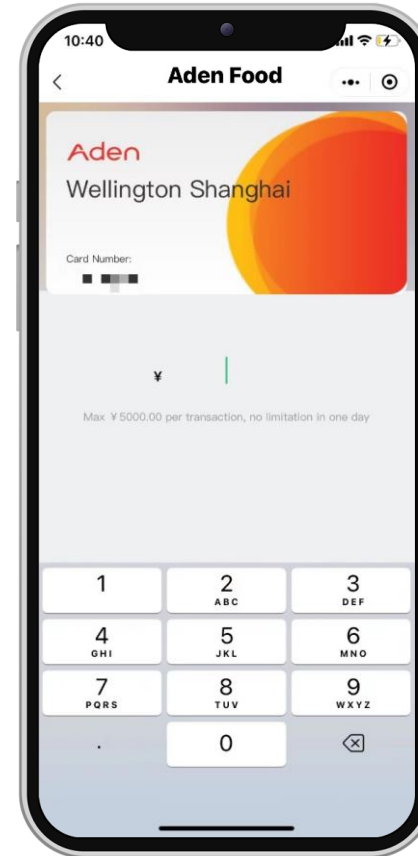 10:40
Aden Food
Aden
Wellington Shanghai
Card Number:
¥
Max ¥5000.00 per transaction, no limitation in one day
1
2
ABC
3
DEF
4
GHI
5
JKL
6
MNO
7
PQRS
8
TUV
9
WXYZ
.
0